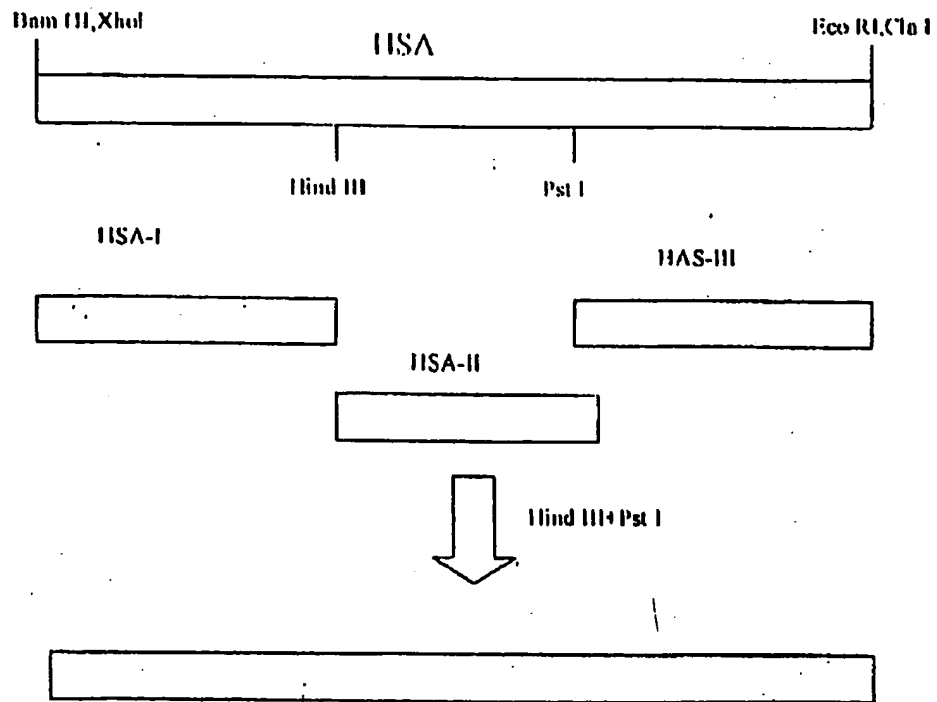 Bam HI,XhoI
HSA
Eco RI,Cla I
Hind III
Pst I
HSA-I
HAS-III
HSA-II
Hind III+Pst I